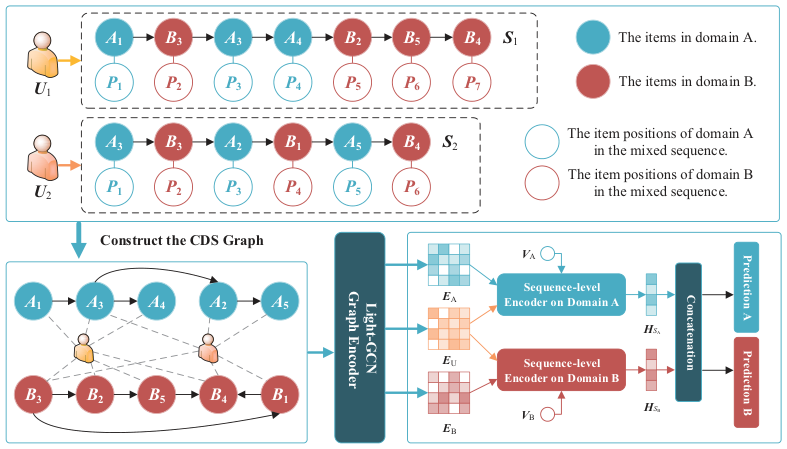 A1 B3 A3 A4 B2 B5 B4 S1
P1 P2 P3 P4 P5 P6 P7
U1
The items in domain A.
The items in domain B.
A3 B3 A2 B1 A5 B4 S2
P1 P2 P3 P4 P5 P6
U2
The item positions of domain A
in the mixed sequence.
The item positions of domain B
in the mixed sequence.
Construct the CDS Graph
A1 A3 A4 A2 A5
B3 B2 B5 B4 B1
Light-GCN
Graph Encoder
EA
EU
EB
VA
Sequence-level
Encoder on Domain A
Sequence-level
Encoder on Domain B
VB
HSA
HSB
Concatenation
Prediction A
Prediction B